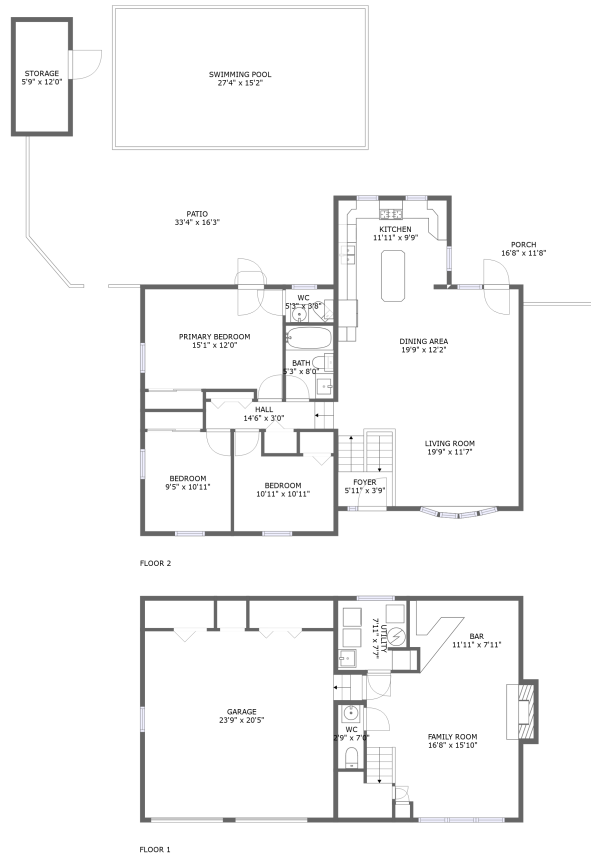 STORAGE
5'9" x 12'0"
SWIMMING POOL
27'4" x 15'2"
PATIO
33'4" x 16'3"
KITCHEN
11'11" x 9'9"
PORCH
16'8" x 11'8"
WC
5'3" x 3'8"
PRIMARY BEDROOM
15'1" x 12'0"
DINING AREA
19'9" x 12'2"
BATH
5'3" x 8'0"
HALL
14'6" x 3'0"
LIVING ROOM
19'9" x 11'7"
BEDROOM
9'5" x 10'11"
BEDROOM
10'11" x 10'11"
FOYER
5'11" x 3'9"
FLOOR 2
UTILITY
7'11" x 7'7"
BAR
11'11" x 7'11"
GARAGE
23'9" x 20'5"
WC
2'9" x 7'0"
FAMILY ROOM
16'8" x 15'10"
FLOOR 1